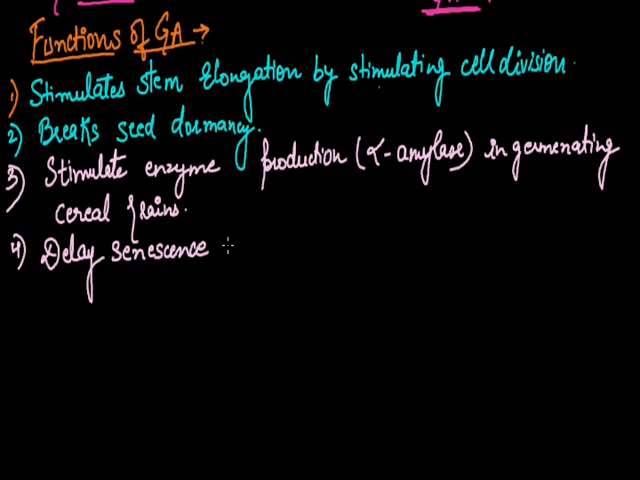 Functions of GA →
1) Stimulates stem Elongation by stimulating cell division.
2) Breaks seed dormancy.
3) Stimulate enzyme production (α-amylase) in germenating
cereal grains.
4) Delay senescence